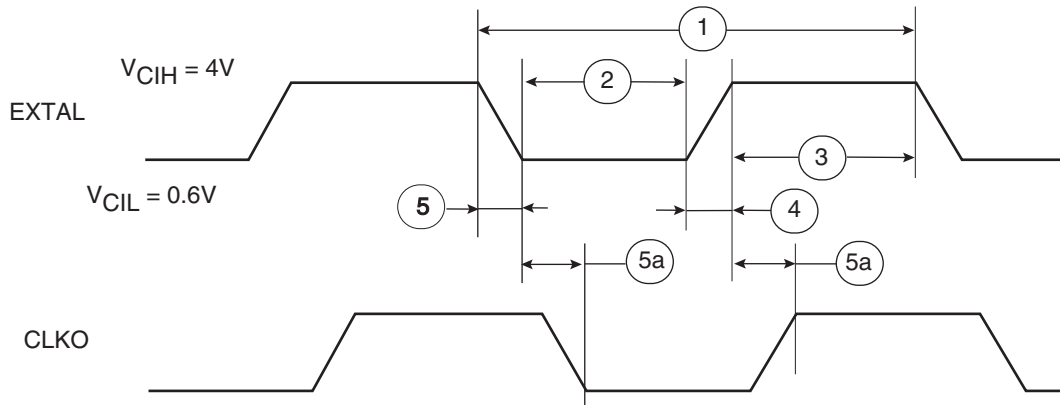 1
V_CIH = 4V
2
EXTAL
3
V_CIL = 0.6V
5
4
5a
5a
CLKO